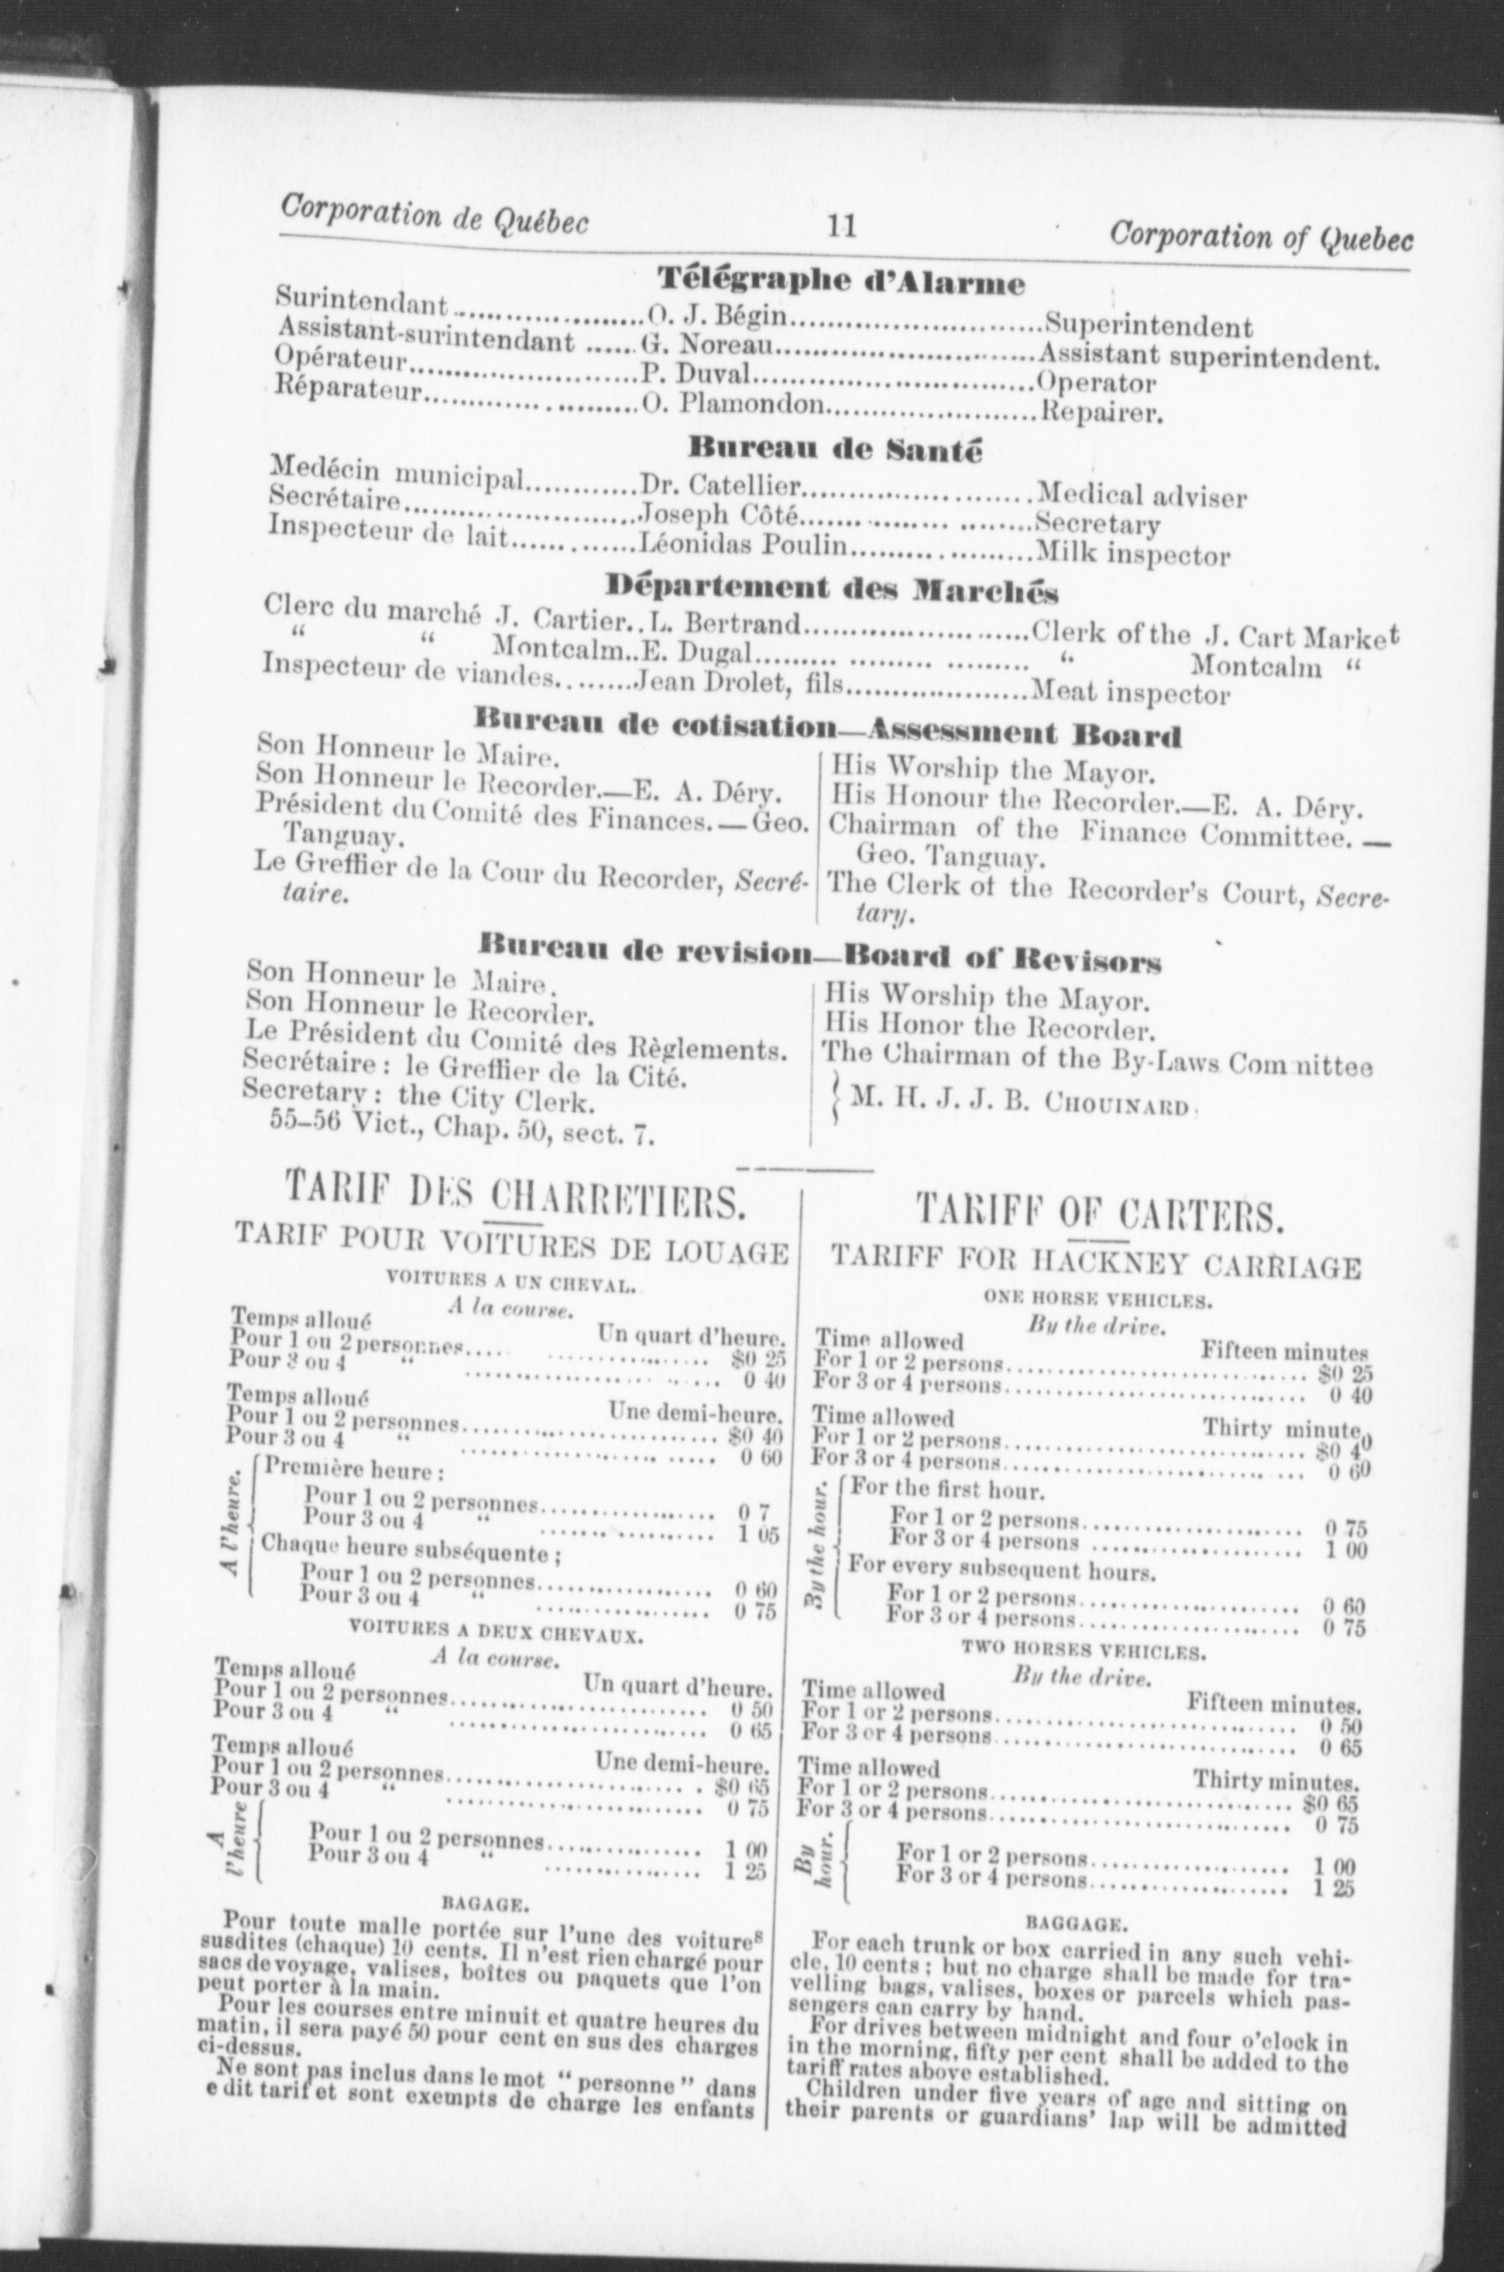 Corporation de Québec 11 Corporation of Quebec
Télégraphe d'Alarme
Surintendant.....................O. J. Bégin............................Superintendent
Assistant-surintendant ......G. Noreau.............................Assistant superintendent.
Opérateur.........................P. Duval...............................Operator
Réparateur........................O. Plamondon.......................Repairer.
Bureau de Santé
Medécin municipal............Dr. Catellier.........................Medical adviser
Secrétaire..........................Joseph Côté..........................Secretary
Inspecteur de lait..............Léonidas Poulin....................Milk inspector
Département des Marchés
Clerc du marché J. Cartier..L. Bertrand.........................Clerk of the J. Cart Market
“ “ Montcalm..E. Dugal......... ......... ......... “ Montcalm “
Inspecteur de viandes.........Jean Drolet, fils....................Meat inspector
Bureau de cotisation—Assessment Board
Son Honneur le Maire.
Son Honneur le Recorder.—E. A. Déry.
Président du Comité des Finances.—Geo.
Tanguay.
Le Greffier de la Cour du Recorder, Secré-
taire.
His Worship the Mayor.
His Honour the Recorder.—E. A. Déry.
Chairman of the Finance Committee. —
Geo. Tanguay.
The Clerk of the Recorder's Court, Secre-
tary.
Bureau de revision—Board of Revisors
Son Honneur le Maire.
Son Honneur le Recorder.
Le Président du Comité des Règlements.
Secrétaire : le Greffier de la Cité.
Secretary : the City Clerk.
55-56 Vict., Chap. 50, sect. 7.
His Worship the Mayor.
His Honor the Recorder.
The Chairman of the By-Laws Com nittee
} M. H. J. J. B. CHOUINARD.
TARIF DES CHARRETIERS.
TARIF POUR VOITURES DE LOUAGE
VOITURES A UN CHEVAL.
A la course.
Temps alloué Un quart d'heure.
Pour 1 ou 2 personnes..... .................. $0 25
Pour 3 ou 4 “ ............................ 0 40
Temps alloué Une demi-heure.
Pour 1 ou 2 personnes............................. $0 40
Pour 3 ou 4 “ ............................ 0 60
A l'heure.
Première heure :
Pour 1 ou 2 personnes................... 0 7
Pour 3 ou 4 “ ................... 1 05
Chaque heure subséquente ;
Pour 1 ou 2 personnes................... 0 60
Pour 3 ou 4 “ ................... 0 75
VOITURES A DEUX CHEVAUX.
A la course.
Temps alloué Un quart d'heure.
Pour 1 ou 2 personnes............................. 0 50
Pour 3 ou 4 “ ............................ 0 65
Temps alloué Une demi-heure.
Pour 1 ou 2 personnes............................. $0 65
Pour 3 ou 4 “ ............................ 0 75
A l'heure
Pour 1 ou 2 personnes.................. 1 00
Pour 3 ou 4 “ .................. 1 25
BAGAGE.
Pour toute malle portée sur l'une des voitures
susdites (chaque) 10 cents. Il n'est rien chargé pour
sacs de voyage, valises, boîtes ou paquets que l'on
peut porter à la main.
Pour les courses entre minuit et quatre heures du
matin, il sera payé 50 pour cent en sus des charges
ci-dessus.
Ne sont pas inclus dans le mot “ personne ” dans
e dit tarif et sont exempts de charge les enfants
TARIFF OF CARTERS.
TARIFF FOR HACKNEY CARRIAGE
ONE HORSE VEHICLES.
By the drive.
Time allowed Fifteen minutes
For 1 or 2 persons.................................. $0 25
For 3 or 4 persons.................................. 0 40
Time allowed Thirty minute
For 1 or 2 persons.................................. $0 40
For 3 or 4 persons.................................. 0 60
By the hour.
For the first hour.
For 1 or 2 persons........................ 0 75
For 3 or 4 persons ....................... 1 00
For every subsequent hours.
For 1 or 2 persons........................ 0 60
For 3 or 4 persons........................ 0 75
TWO HORSES VEHICLES.
By the drive.
Time allowed Fifteen minutes.
For 1 or 2 persons.................................. 0 50
For 3 or 4 persons.................................. 0 65
Time allowed Thirty minutes.
For 1 or 2 persons.................................. $0 65
For 3 or 4 persons.................................. 0 75
By hour.
For 1 or 2 persons...................... 1 00
For 3 or 4 persons...................... 1 25
BAGGAGE.
For each trunk or box carried in any such vehi-
cle, 10 cents ; but no charge shall be made for tra-
velling bags, valises, boxes or parcels which pas-
sengers can carry by hand.
For drives between midnight and four o'clock in
in the morning, fifty per cent shall be added to the
tariff rates above established.
Children under five years of age and sitting on
their parents or guardians' lap will be admitted